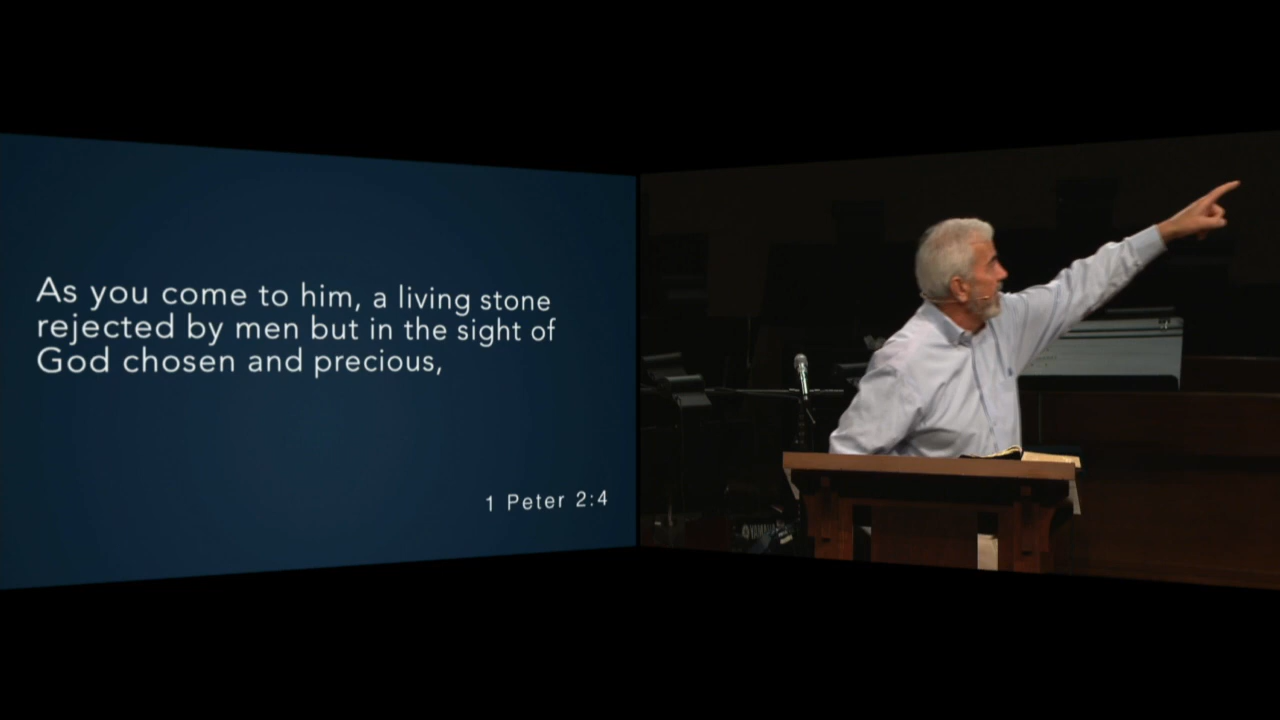 As you come to him, a living stone
rejected by men but in the sight of
God chosen and precious,
1 Peter 2:4
YAMAHA